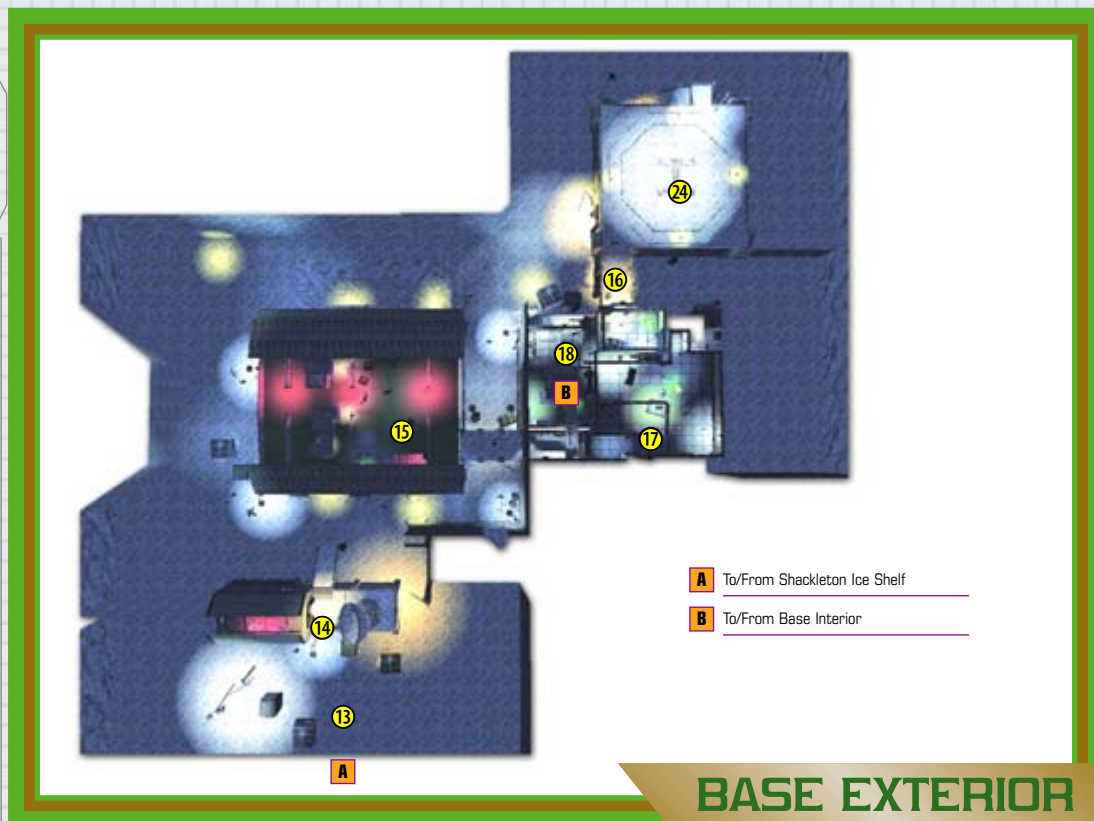 24
16
18
B
15
17
A To/From Shackleton Ice Shelf
B To/From Base Interior
14
13
A
BASE EXTERIOR